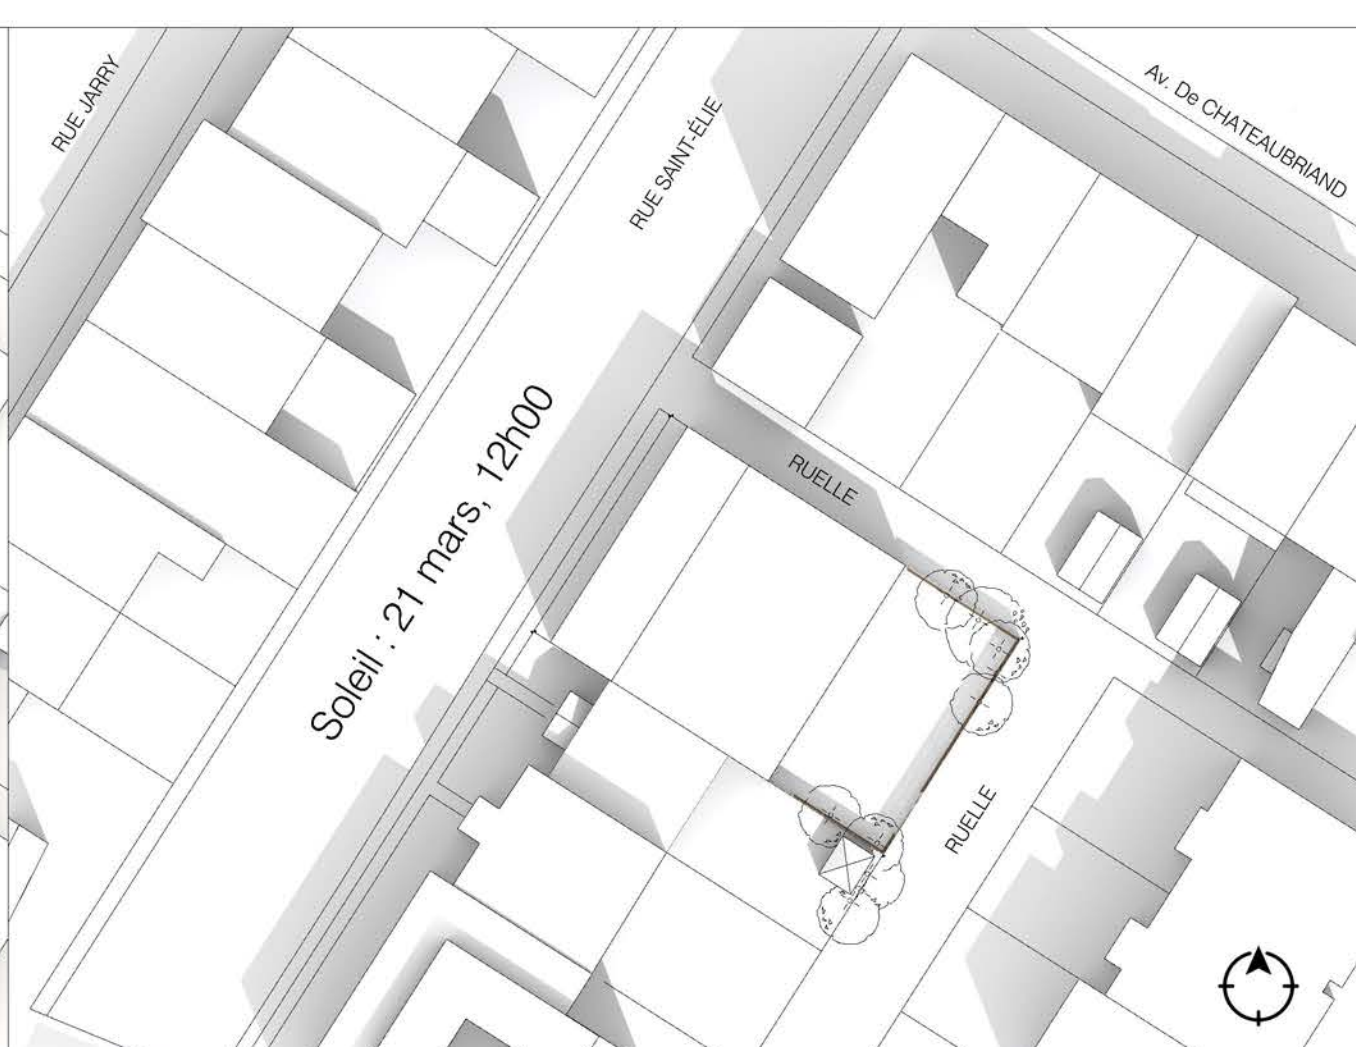 RUE JARRY
RUE SAINT-ÉLIE
Av. De CHATEAUBRIAND
Soleil : 21 mars, 12h00
RUELLE
RUELLE